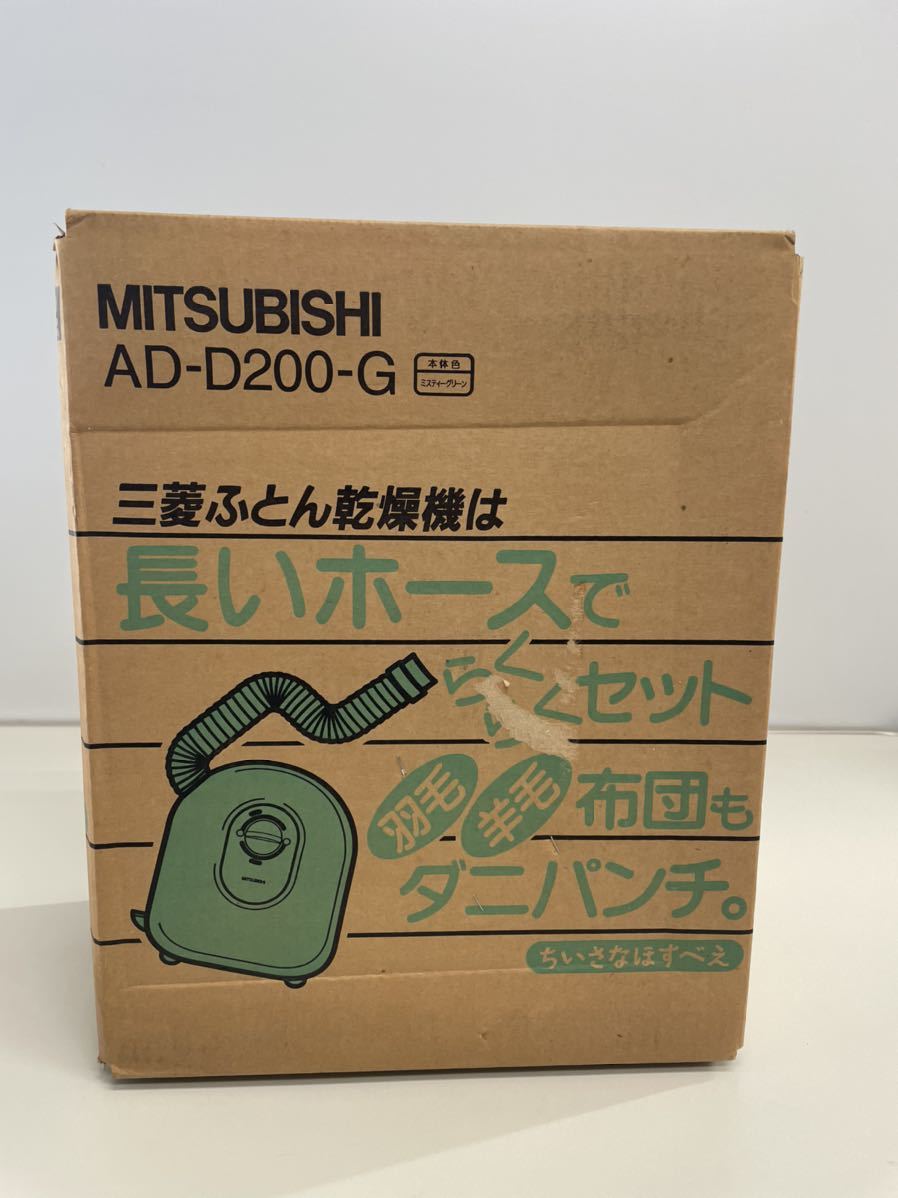 MITSUBISHI
AD-D200-G
本体色
ミスティーグリーン
三菱ふとん乾燥機は
長いホースで
らくらくセット
羽毛 羊毛 布団も
ダニパンチ。
ちいさなほすべえ
MITSUBISHI